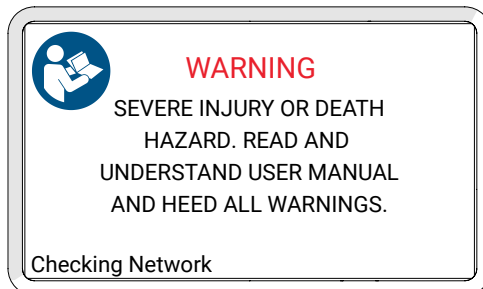 WARNING
SEVERE INJURY OR DEATH
HAZARD. READ AND
UNDERSTAND USER MANUAL
AND HEED ALL WARNINGS.
Checking Network